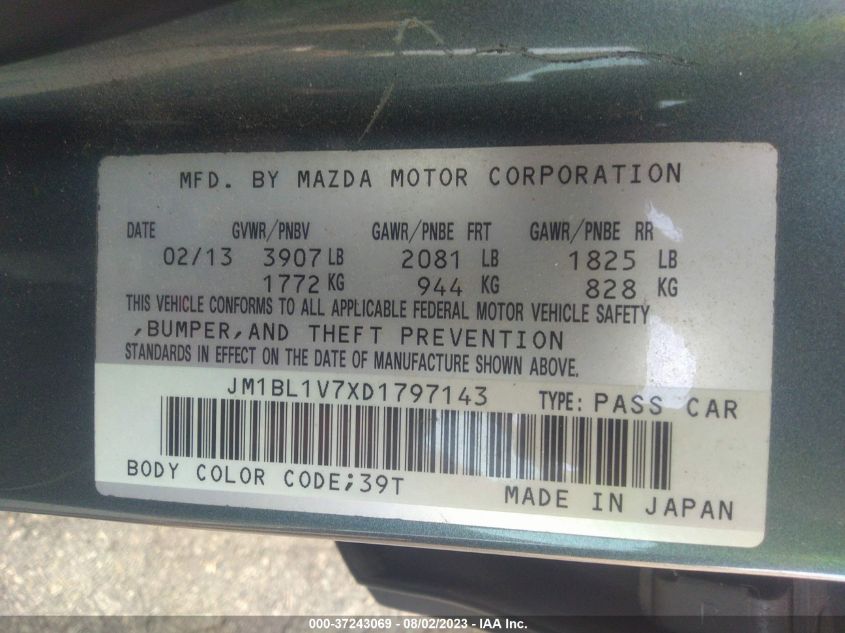 MFD. BY MAZDA MOTOR CORPORATION
DATE GVWR/PNBV GAWR/PNBE FRT GAWR/PNBE RR
02/13 3907 LB 2081 LB 1825 LB
1772 KG 944 KG 828 KG
THIS VEHICLE CONFORMS TO ALL APPLICABLE FEDERAL MOTOR VEHICLE SAFETY
,BUMPER,AND THEFT PREVENTION
STANDARDS IN EFFECT ON THE DATE OF MANUFACTURE SHOWN ABOVE.
JM1BL1V7XD1797143 TYPE: PASS CAR
BODY COLOR CODE;39T
MADE IN JAPAN
000-37243069 - 08/02/2023 - IAA Inc.